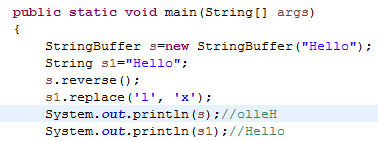 public static void main(String[] args)
{
StringBuffer s=new StringBuffer("Hello");
String s1="Hello";
s.reverse();
s1.replace('l', 'x');
System.out.println(s);//olleH
System.out.println(s1);//Hello